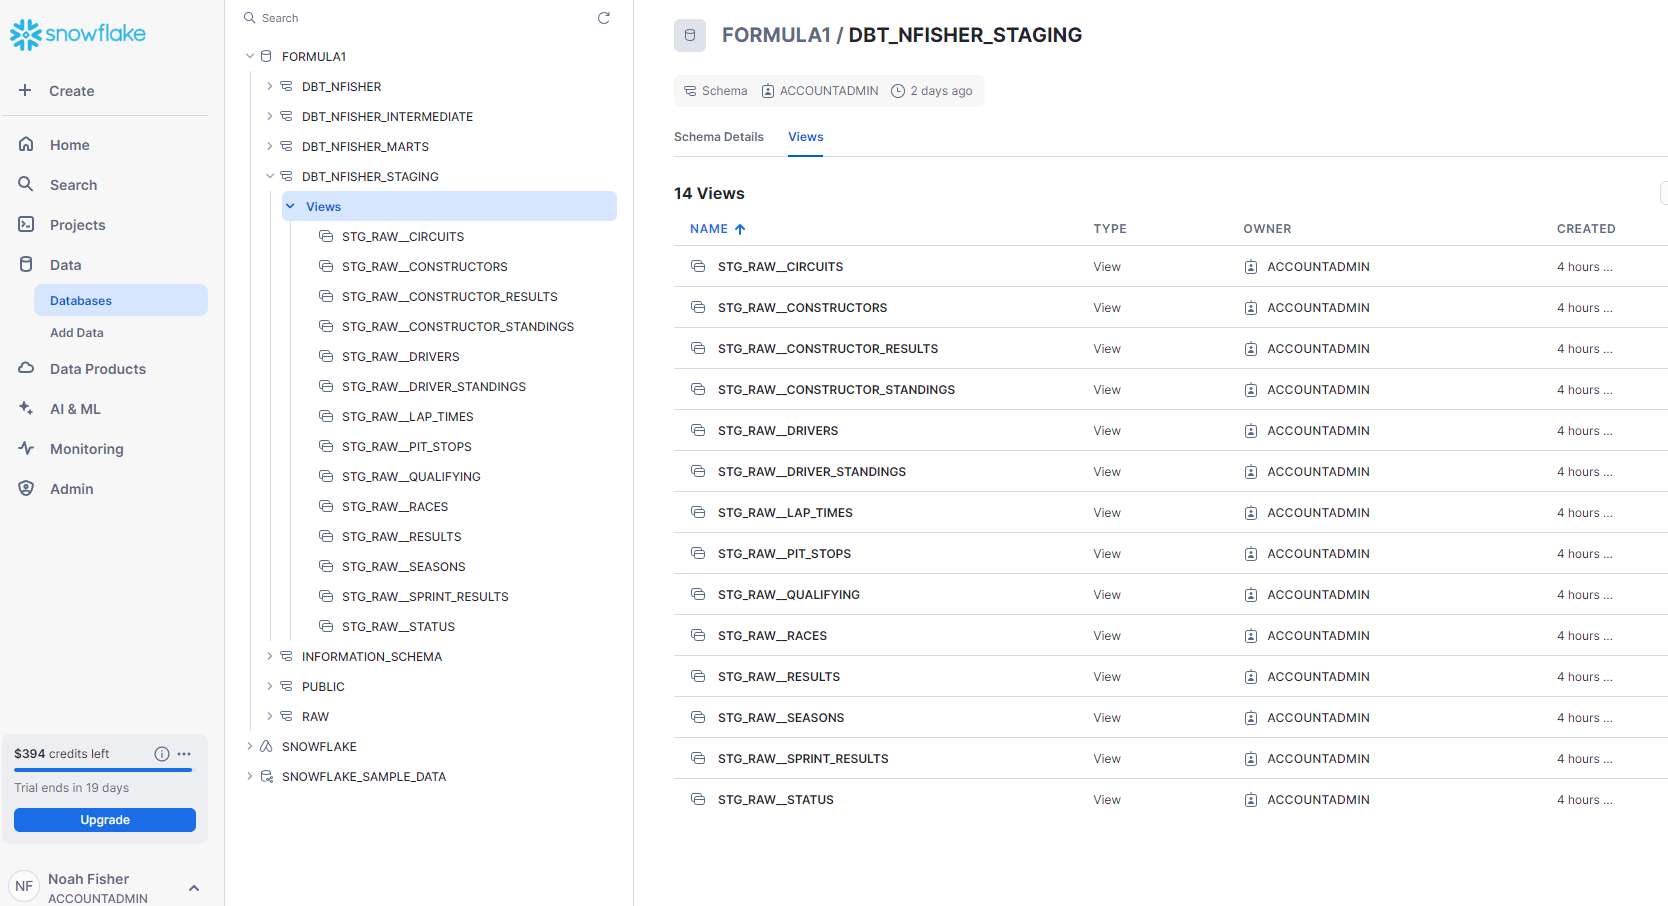 snowflake
Create
Home
Search
Projects
Data
Databases
Add Data
Data Products
AI & ML
Monitoring
Admin
$394 credits left
Trial ends in 19 days
Upgrade
NF
Noah Fisher
ACCOUNTADMIN
Search
FORMULA1
DBT_NFISHER
DBT_NFISHER_INTERMEDIATE
DBT_NFISHER_MARTS
DBT_NFISHER_STAGING
Views
STG_RAW__CIRCUITS
STG_RAW__CONSTRUCTORS
STG_RAW__CONSTRUCTOR_RESULTS
STG_RAW__CONSTRUCTOR_STANDINGS
STG_RAW__DRIVERS
STG_RAW__DRIVER_STANDINGS
STG_RAW__LAP_TIMES
STG_RAW__PIT_STOPS
STG_RAW__QUALIFYING
STG_RAW__RACES
STG_RAW__RESULTS
STG_RAW__SEASONS
STG_RAW__SPRINT_RESULTS
STG_RAW__STATUS
INFORMATION_SCHEMA
PUBLIC
RAW
SNOWFLAKE
SNOWFLAKE_SAMPLE_DATA
FORMULA1 / DBT_NFISHER_STAGING
Schema ACCOUNTADMIN 2 days ago
Schema Details Views
14 Views
NAME TYPE OWNER CREATED
STG_RAW__CIRCUITS View ACCOUNTADMIN 4 hours ...
STG_RAW__CONSTRUCTORS View ACCOUNTADMIN 4 hours ...
STG_RAW__CONSTRUCTOR_RESULTS View ACCOUNTADMIN 4 hours ...
STG_RAW__CONSTRUCTOR_STANDINGS View ACCOUNTADMIN 4 hours ...
STG_RAW__DRIVERS View ACCOUNTADMIN 4 hours ...
STG_RAW__DRIVER_STANDINGS View ACCOUNTADMIN 4 hours ...
STG_RAW__LAP_TIMES View ACCOUNTADMIN 4 hours ...
STG_RAW__PIT_STOPS View ACCOUNTADMIN 4 hours ...
STG_RAW__QUALIFYING View ACCOUNTADMIN 4 hours ...
STG_RAW__RACES View ACCOUNTADMIN 4 hours ...
STG_RAW__RESULTS View ACCOUNTADMIN 4 hours ...
STG_RAW__SEASONS View ACCOUNTADMIN 4 hours ...
STG_RAW__SPRINT_RESULTS View ACCOUNTADMIN 4 hours ...
STG_RAW__STATUS View ACCOUNTADMIN 4 hours ...